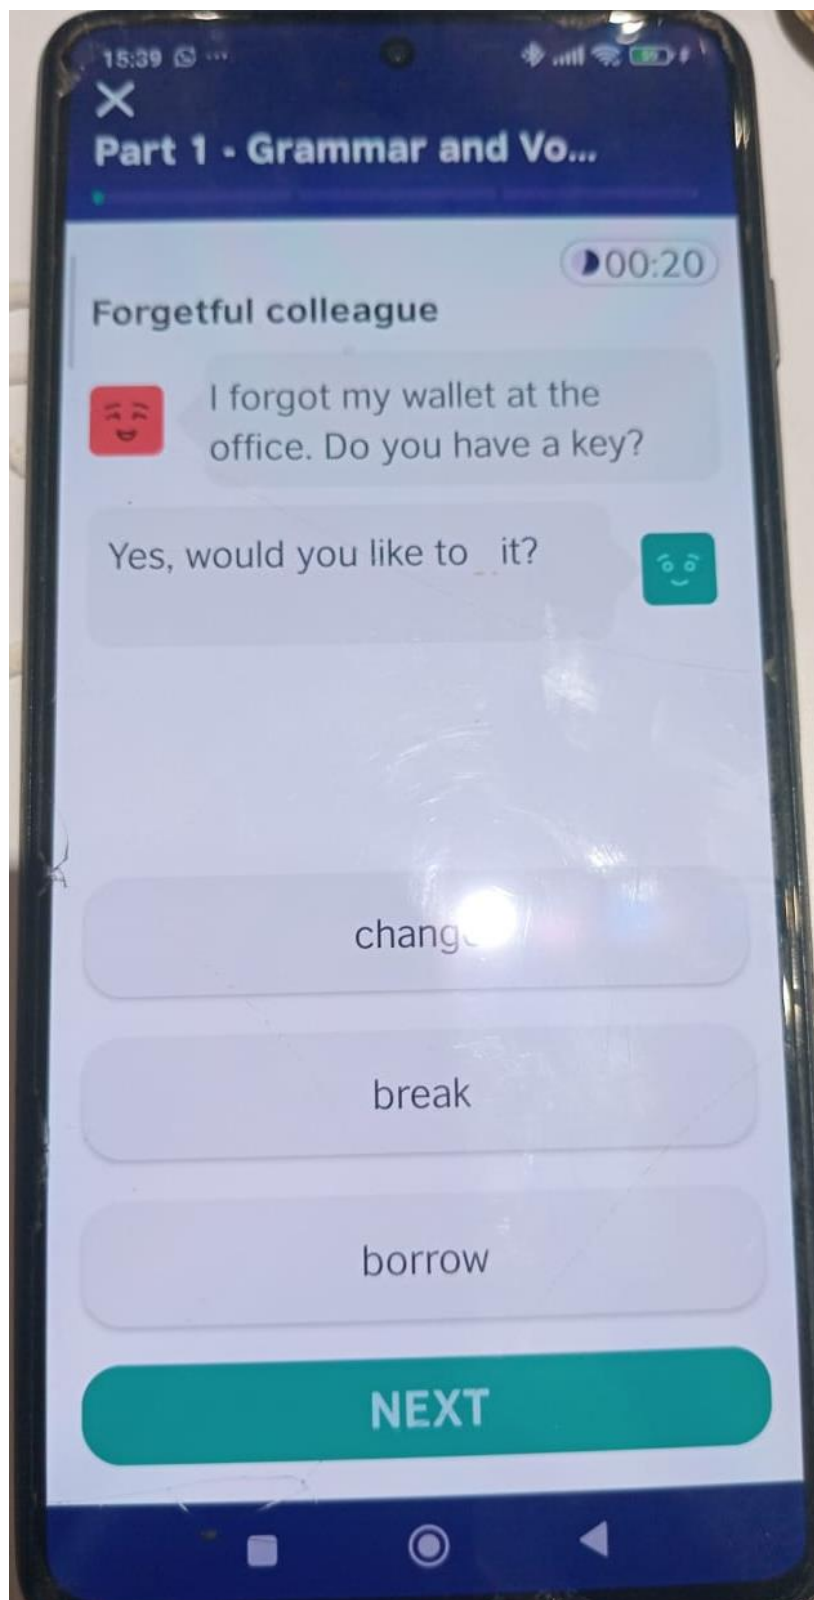 15:39
Part 1 - Grammar and Vo...
00:20
Forgetful colleague
I forgot my wallet at the
office. Do you have a key?
Yes, would you like to _ it?
break
borrow
NEXT